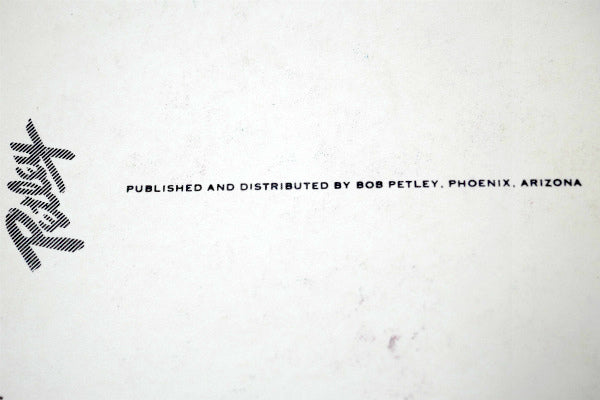 Petley
PUBLISHED AND DISTRIBUTED BY BOB PETLEY, PHOENIX, ARIZONA